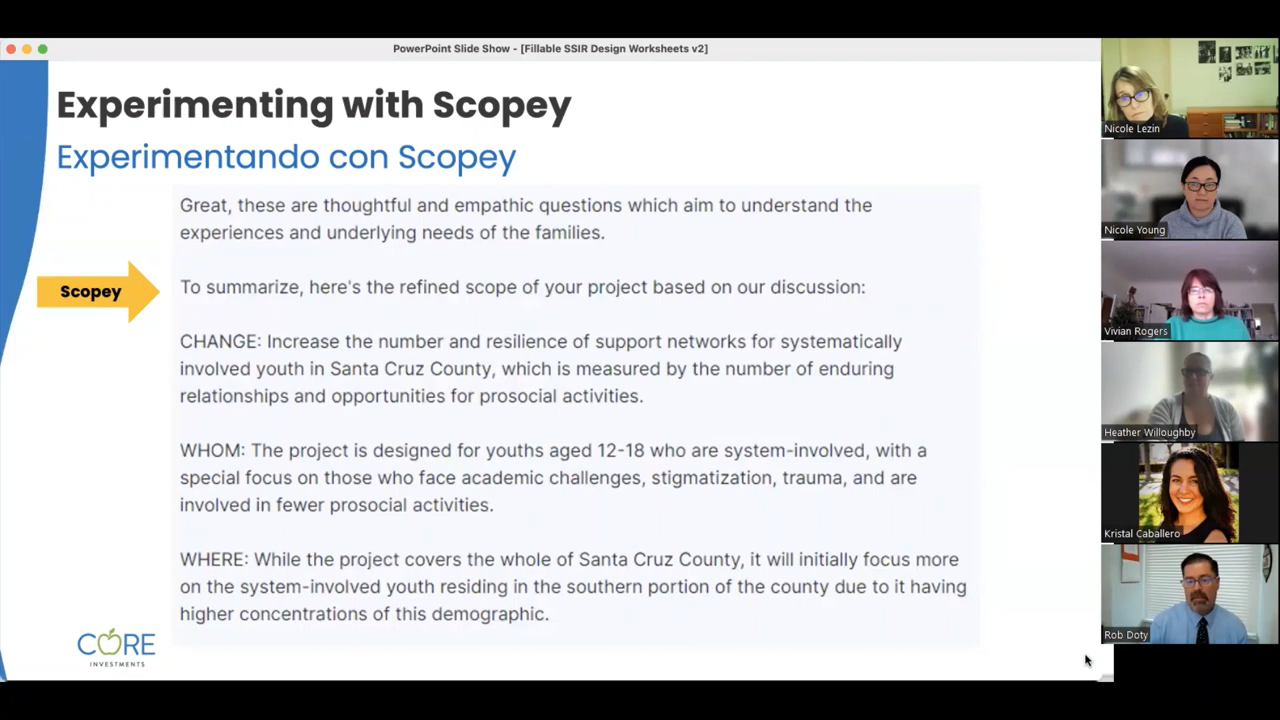 PowerPoint Slide Show - [Fillable SSIR Design Worksheets v2]
Experimenting with Scopey
Experimentando con Scopey
Great, these are thoughtful and empathic questions which aim to understand the
experiences and underlying needs of the families.
Scopey
To summarize, here's the refined scope of your project based on our discussion:
CHANGE: Increase the number and resilience of support networks for systematically
involved youth in Santa Cruz County, which is measured by the number of enduring
relationships and opportunities for prosocial activities.
WHOM: The project is designed for youths aged 12-18 who are system-involved, with a
special focus on those who face academic challenges, stigmatization, trauma, and are
involved in fewer prosocial activities.
WHERE: While the project covers the whole of Santa Cruz County, it will initially focus more
on the system-involved youth residing in the southern portion of the county due to it having
higher concentrations of this demographic.
CORE
INVESTMENTS
Nicole Lezin
Nicole Young
Vivian Rogers
Heather Willoughby
Kristal Caballero
Rob Doty